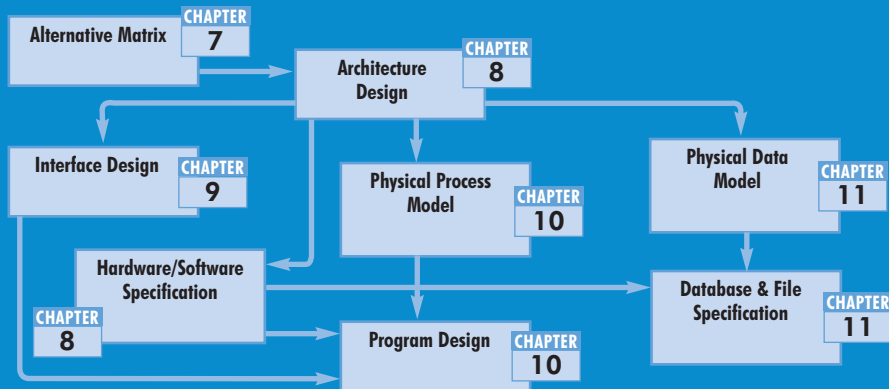 Alternative Matrix
CHAPTER
7
Architecture
Design
CHAPTER
8
Interface Design
CHAPTER
9
Physical Process
Model
CHAPTER
10
Physical Data
Model
CHAPTER
11
Hardware/Software
Specification
CHAPTER
8
Database & File
Specification
CHAPTER
11
Program Design
CHAPTER
10